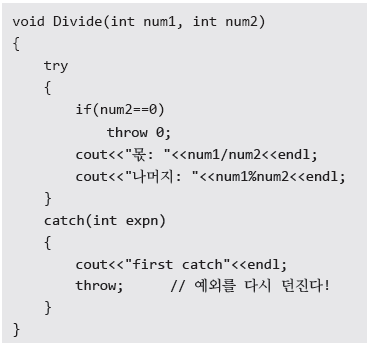 void Divide(int num1, int num2)
{
    try
    {
        if(num2==0)
            throw 0;
        cout<<"몫: "<<num1/num2<<endl;
        cout<<"나머지: "<<num1%num2<<endl;
    }
    catch(int expn)
    {
        cout<<"first catch"<<endl;
        throw;      // 예외를 다시 던진다!
    }
}